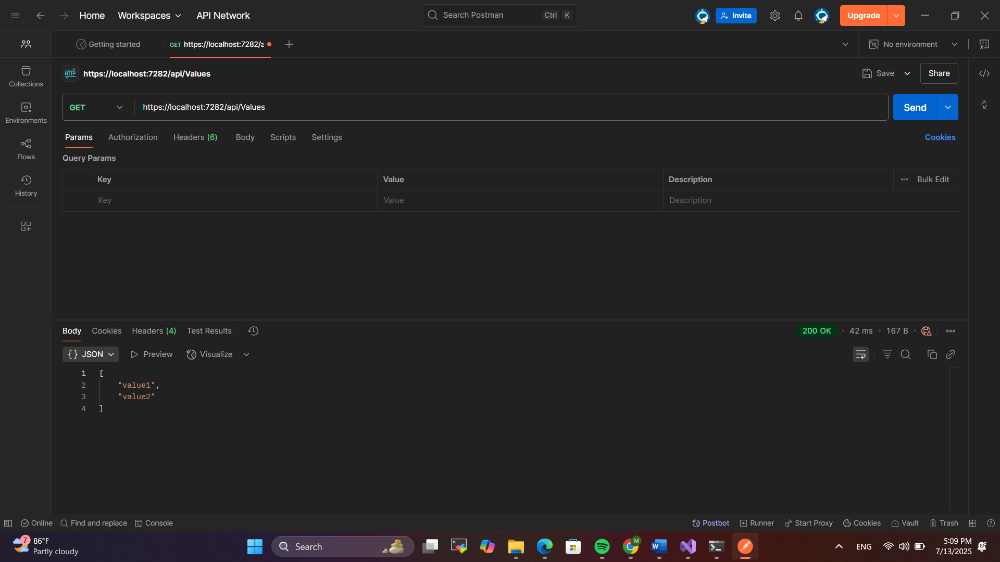 Home Workspaces API Network Search Postman Ctrl K Invite Upgrade
Getting started GET https://localhost:7282/a No environment
HTTP https://localhost:7282/api/Values Save Share
Collections
GET https://localhost:7282/api/Values Send
Environments
Params Authorization Headers (6) Body Scripts Settings Cookies
Flows
Query Params
History
Key Value Description Bulk Edit
Key Value Description
Body Cookies Headers (4) Test Results 200 OK • 42 ms • 167 B
{} JSON Preview Visualize
1 [
2 "value1",
3 "value2"
4 ]
Online Find and replace Console Postbot Runner Start Proxy Cookies Vault Trash
7 86°F
Partly cloudy
Search
M
W
ENG
5:09 PM
7/13/2025